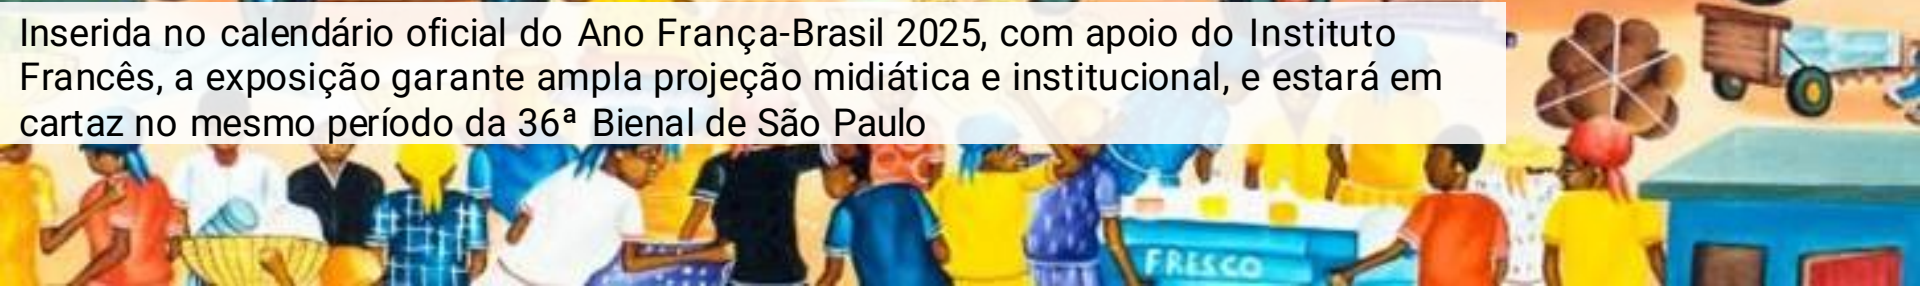 Inserida no calendário oficial do Ano França-Brasil 2025, com apoio do Instituto
Francês, a exposição garante ampla projeção midiática e institucional, e estará em
cartaz no mesmo período da 36ª Bienal de São Paulo
FRESCO